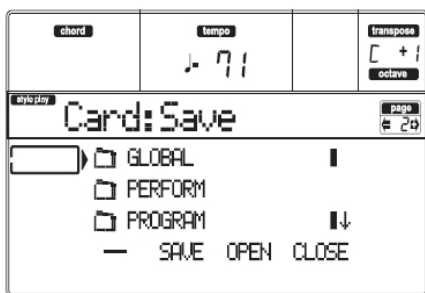 chord tempo transpose
♩= 71 C +1
octave
style play page
Card:Save 2
GLOBAL
PERFORM
PROGRAM
SAVE OPEN CLOSE